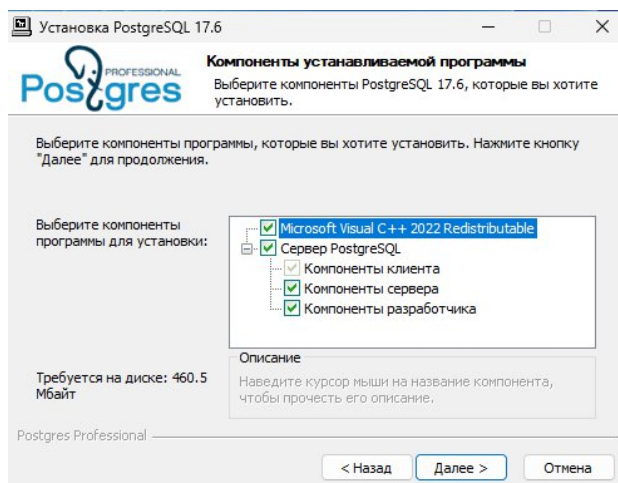 Установка PostgreSQL 17.6
PROFESSIONAL
Postgres
Компоненты устанавливаемой программы
Выберите компоненты PostgreSQL 17.6, которые вы хотите
установить.
Выберите компоненты программы, которые вы хотите установить. Нажмите кнопку
"Далее" для продолжения.
Выберите компоненты
программы для установки:
Microsoft Visual C++ 2022 Redistributable
Сервер PostgreSQL
Компоненты клиента
Компоненты сервера
Компоненты разработчика
Требуется на диске: 460.5
Мбайт
Описание
Наведите курсор мыши на название компонента,
чтобы прочесть его описание.
Postgres Professional
< Назад
Далее >
Отмена